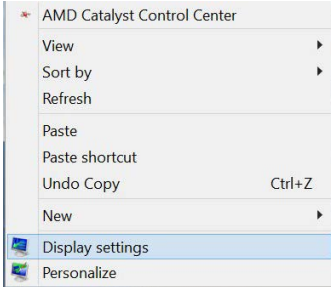 AMD Catalyst Control Center
View
Sort by
Refresh
Paste
Paste shortcut
Undo Copy Ctrl+Z
New
Display settings
Personalize